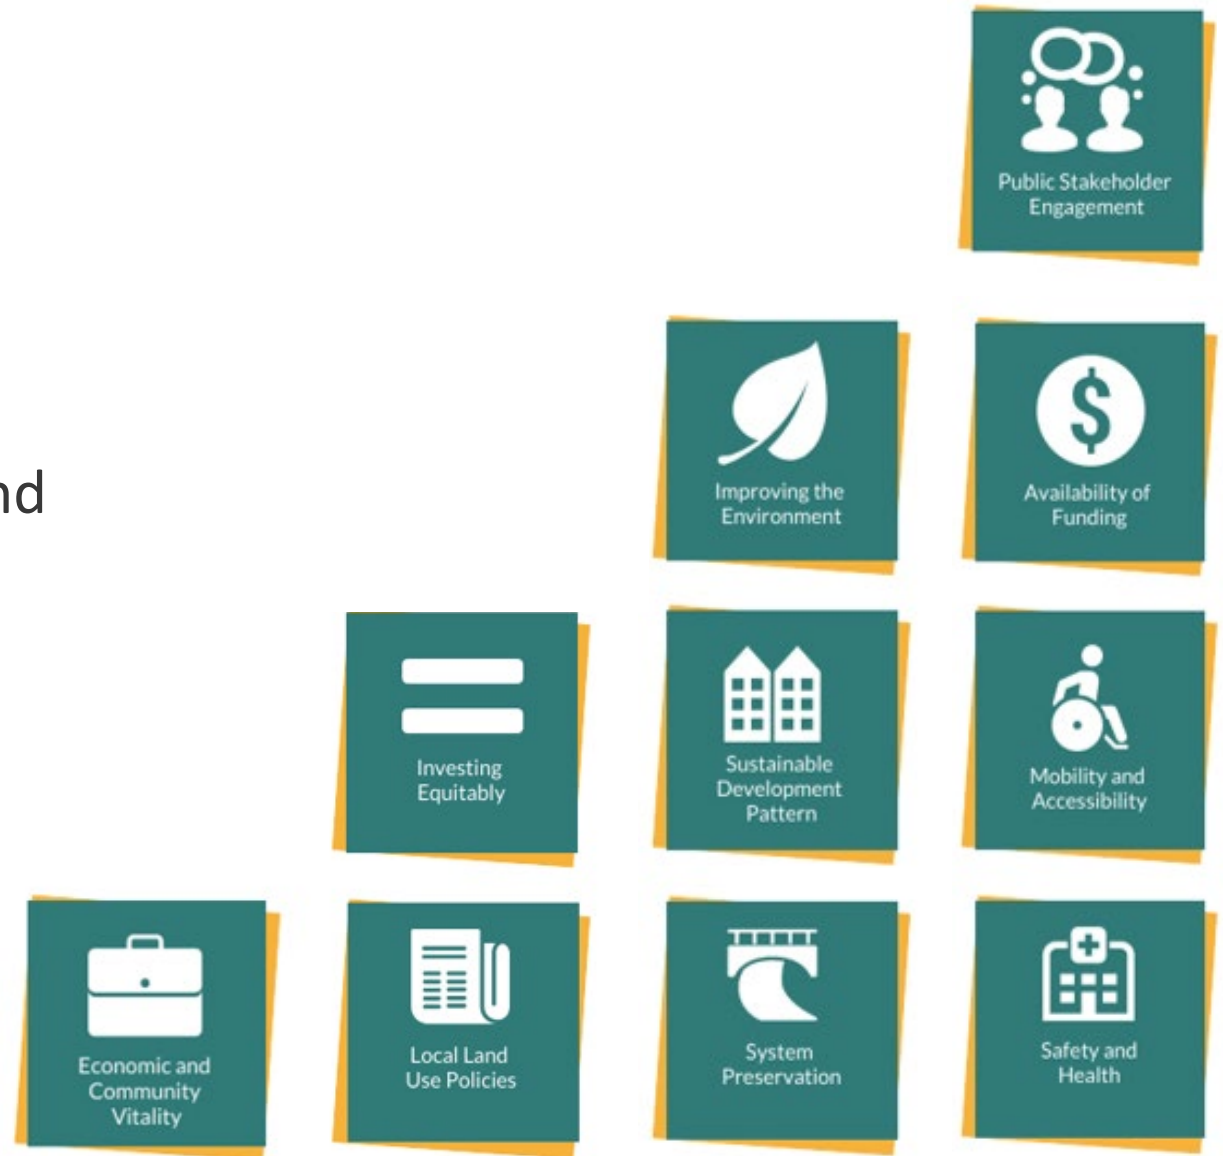 Public Stakeholder
Engagement
nd
Improving the
Environment
Availability of
Funding
Investing
Equitably
Sustainable
Development
Pattern
Mobility and
Accessibility
Economic and
Community
Vitality
Local Land
Use Policies
System
Preservation
Safety and
Health